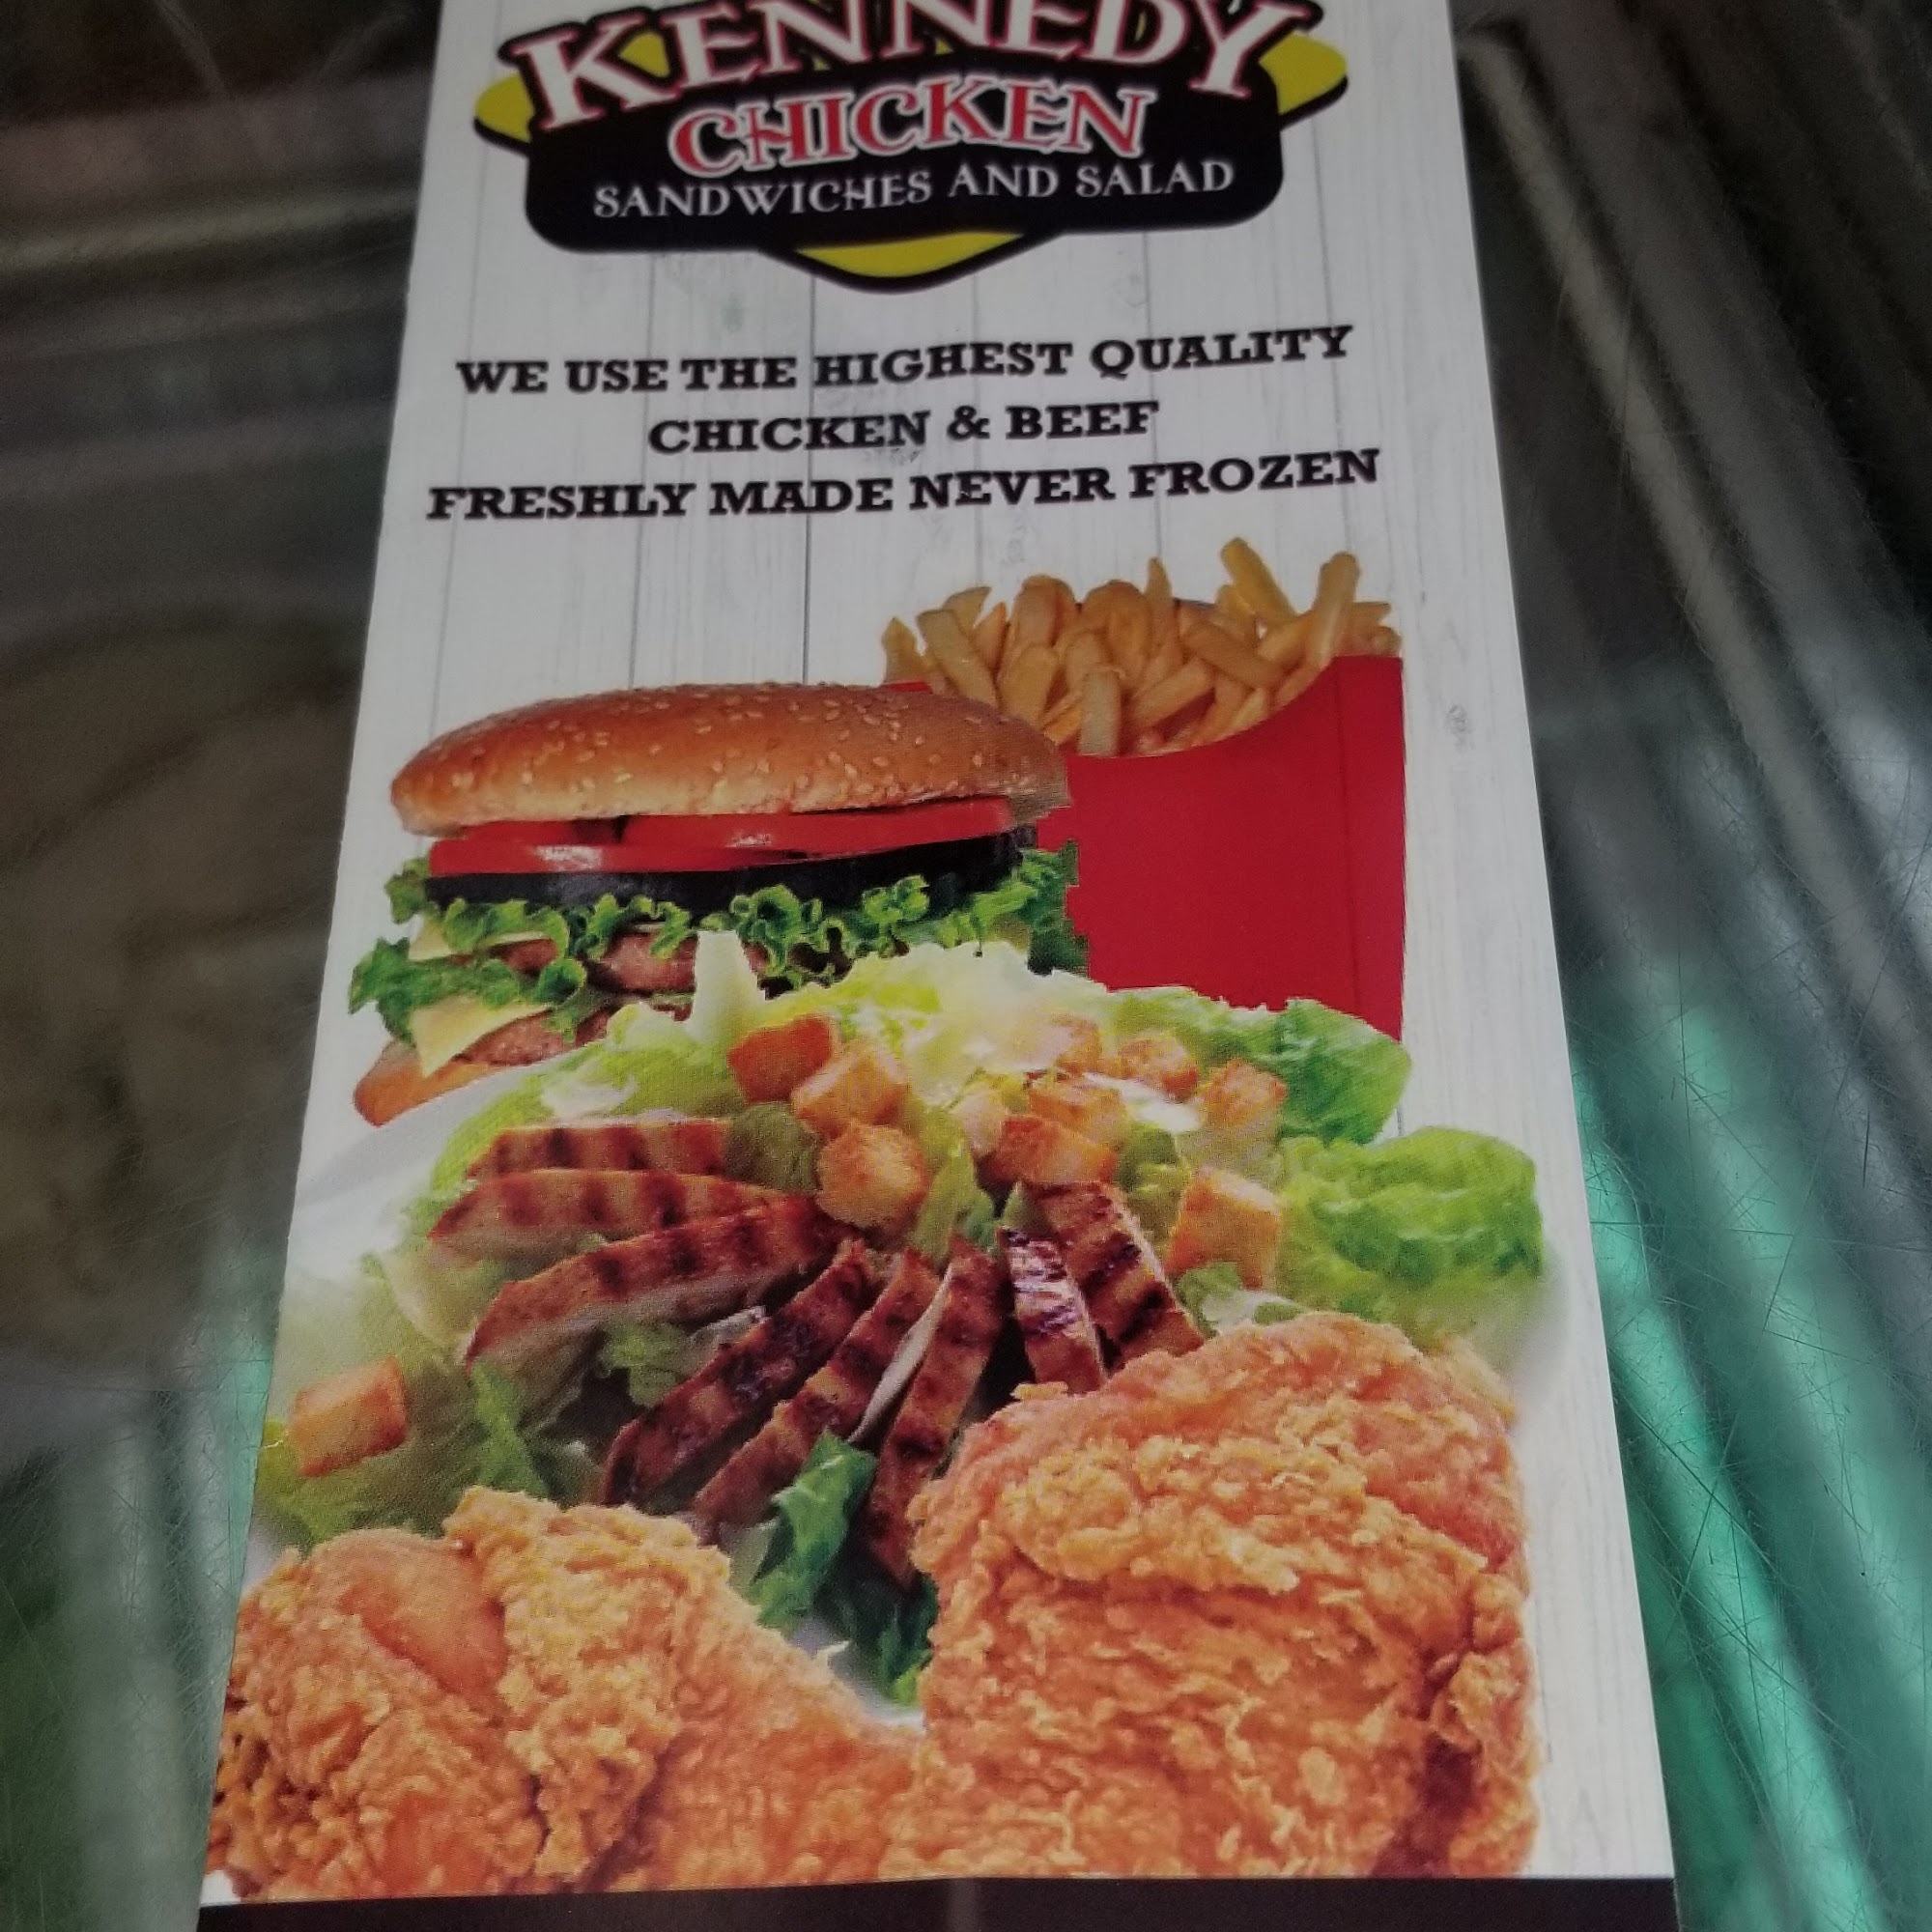 KENNEDY
CHICKEN
SANDWICHES AND SALAD
WE USE THE HIGHEST QUALITY
CHICKEN & BEEF
FRESHLY MADE NEVER FROZEN